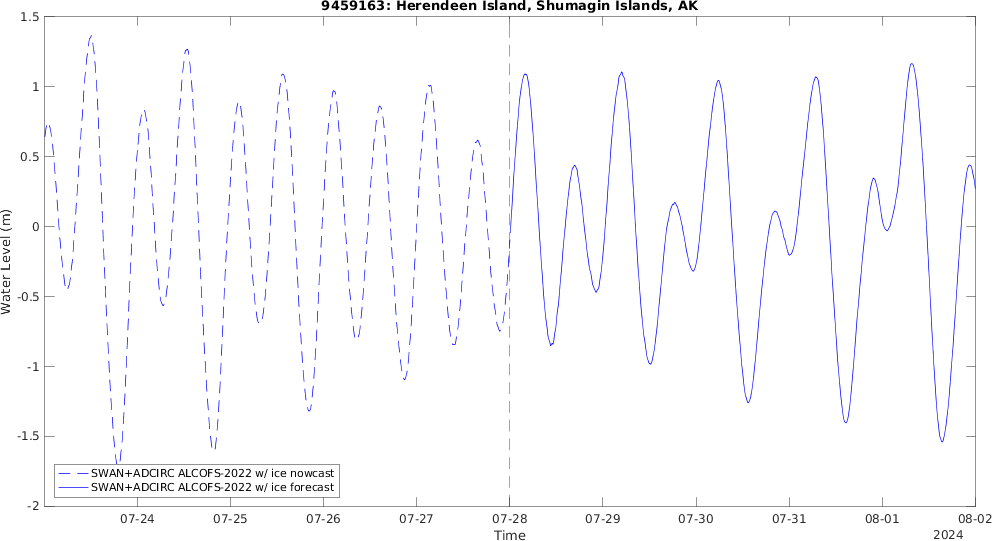 9459163: Herendeen Island, Shumagin Islands, AK
1.5
1
0.5
0
-0.5
-1
-1.5
-2
Water Level (m)
SWAN+ADCIRC ALCOFS-2022 w/ ice nowcast
SWAN+ADCIRC ALCOFS-2022 w/ ice forecast
07-24 07-25 07-26 07-27 07-28 07-29 07-30 07-31 08-01 08-02
Time
2024